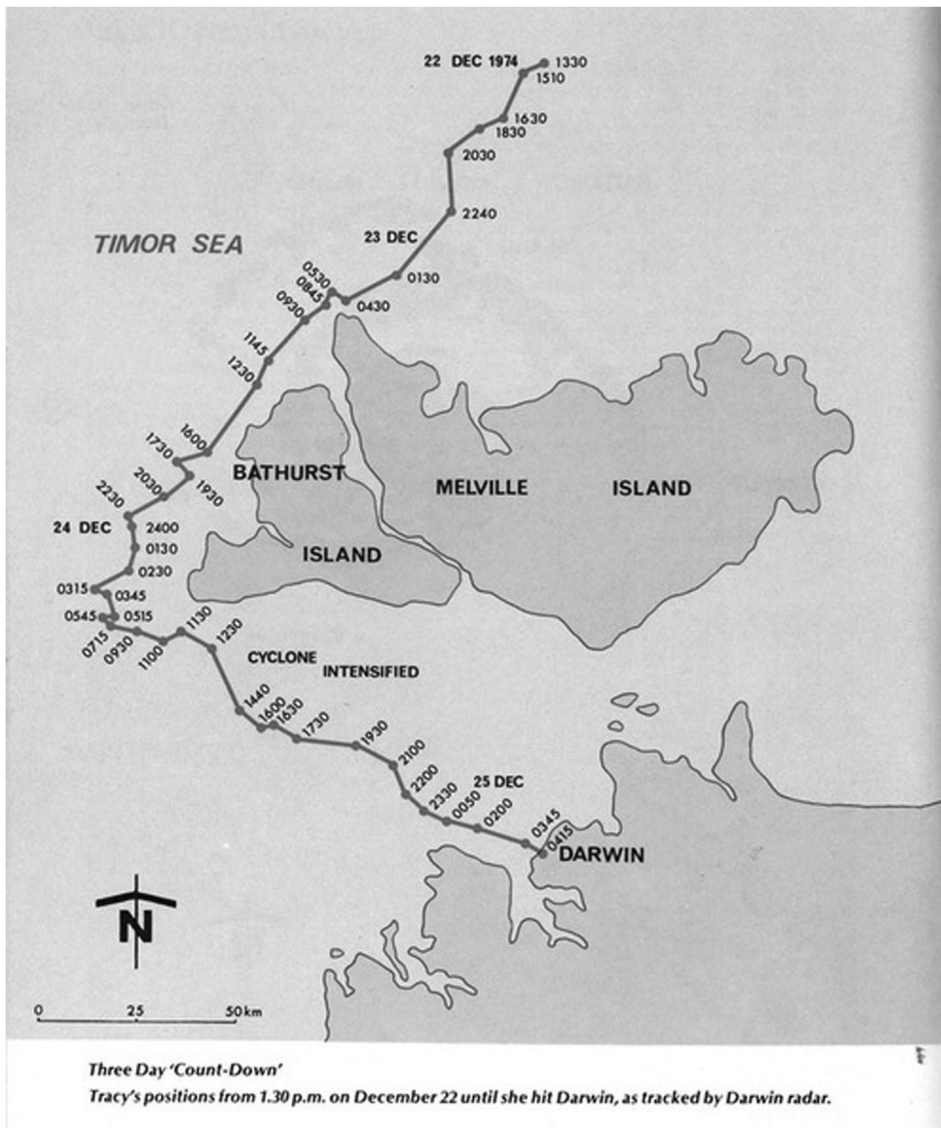 22 DEC 1974
1330
1510
1630
1830
2030
2240
TIMOR SEA
23 DEC
0130
0430
0530
0845
0930
1145
1230
1600
1730
1930
2030
2230
BATHURST
ISLAND
MELVILLE ISLAND
24 DEC
2400
0130
0230
0315
0345
0515
0545
0715
0930
1100
1130
1230
CYCLONE
INTENSIFIED
1440
1600
1630
1730
1930
2100
2200
2330
25 DEC
0050
0200
0345
0415
DARWIN
N
0 25 50 km
Three Day 'Count-Down'
Tracy's positions from 1.30 p.m. on December 22 until she hit Darwin, as tracked by Darwin radar.